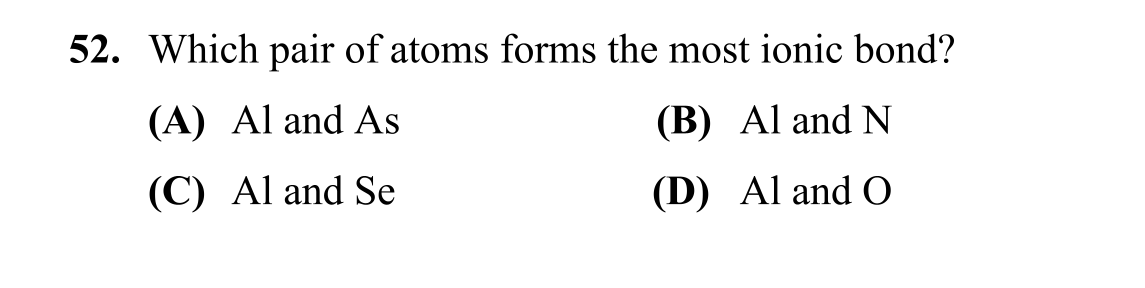 52. Which pair of atoms forms the most ionic bond?
(A) Al and As (B) Al and N
(C) Al and Se (D) Al and O